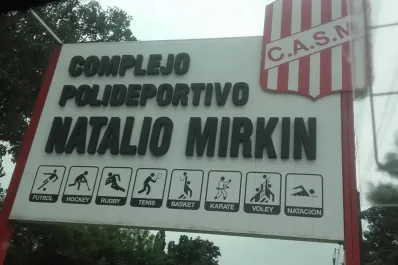 C.A.S.N
COMPLEJO
POLIDEPORTIVO
NATALIO MIRKIN
FUTBOL HOCKEY RUGBY TENIS BASKET KARATE VOLEY NATACION